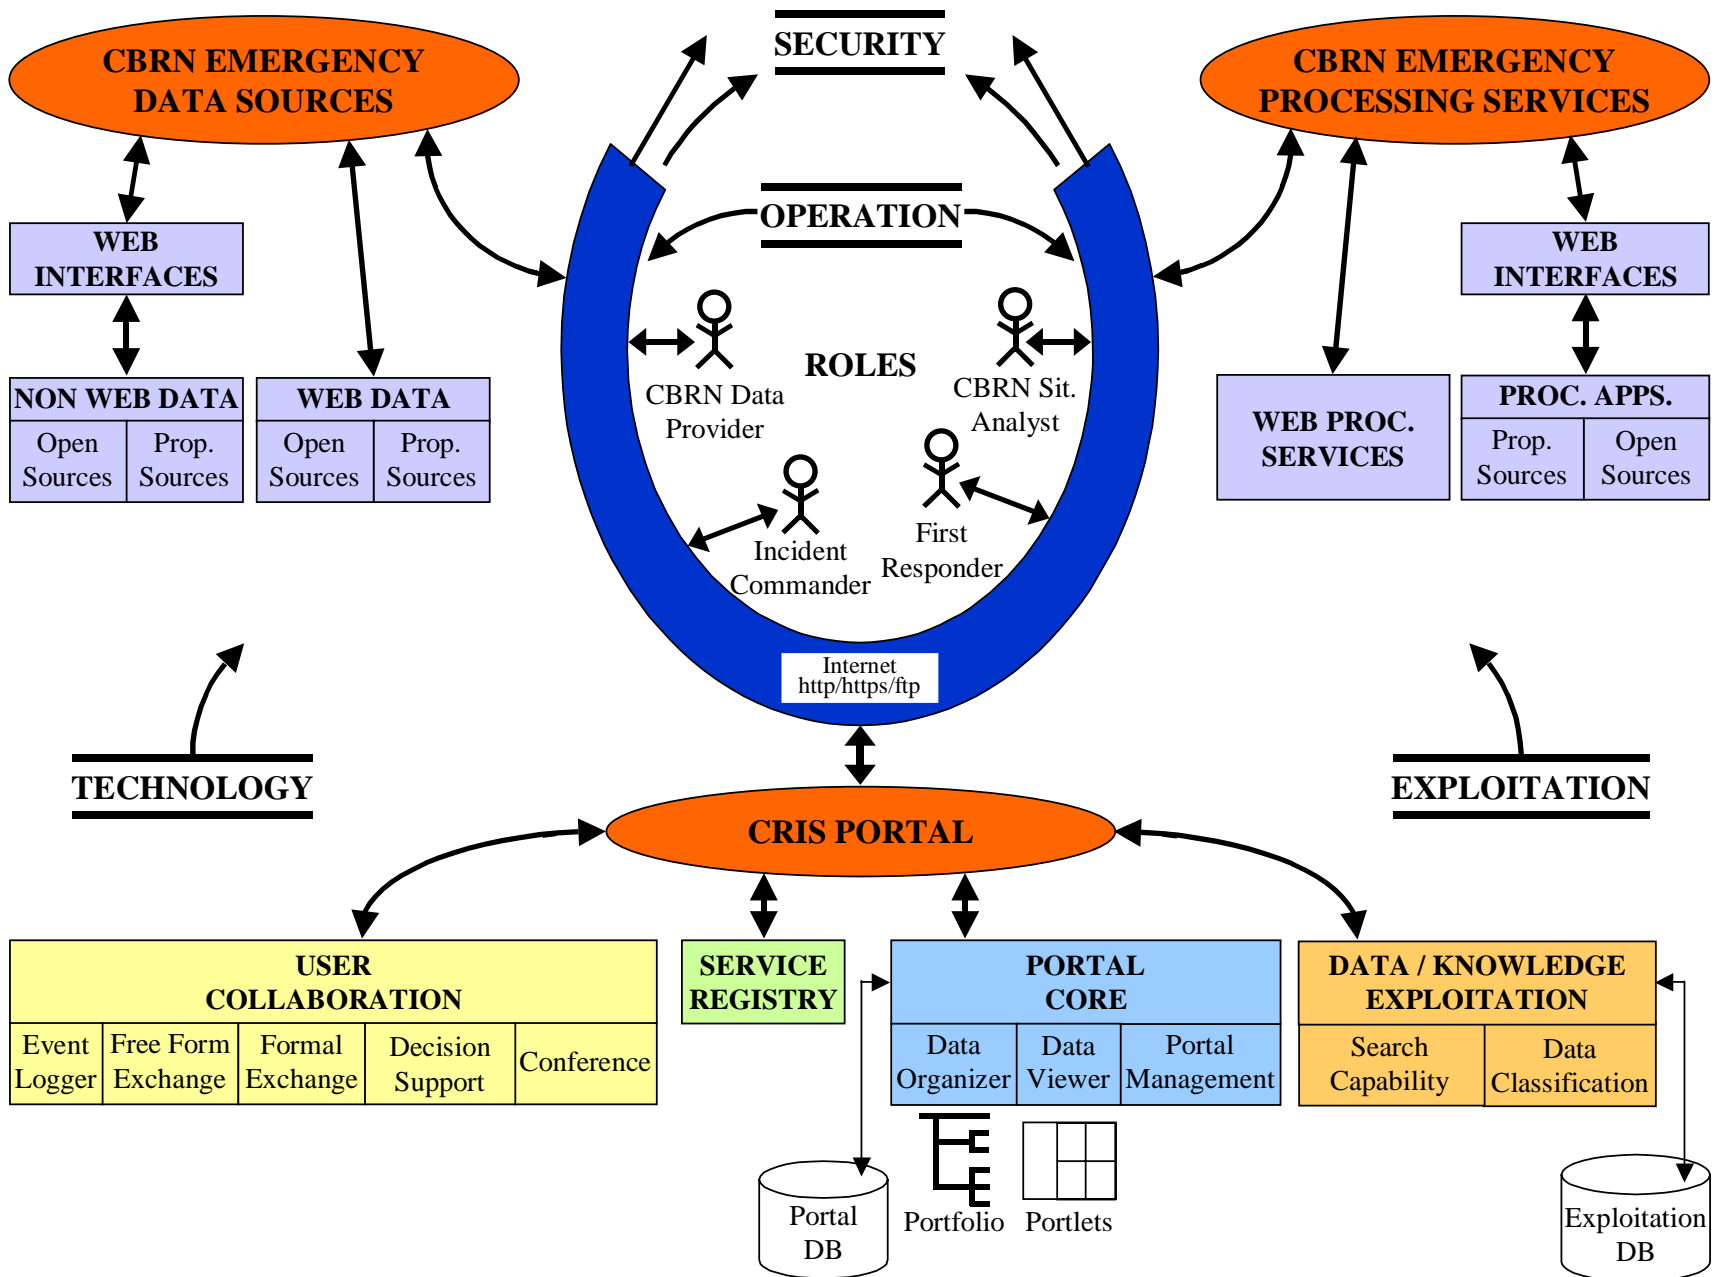 SECURITY
CBRN EMERGENCY
DATA SOURCES
CBRN EMERGENCY
PROCESSING SERVICES
OPERATION
WEB
INTERFACES
WEB
INTERFACES
ROLES
CBRN Data
Provider
CBRN Sit.
Analyst
NON WEB DATA
Open
Sources
Prop.
Sources
WEB DATA
Open
Sources
Prop.
Sources
WEB PROC.
SERVICES
PROC. APPS.
Prop.
Sources
Open
Sources
Incident
Commander
First
Responder
Internet
http/https/ftp
TECHNOLOGY
EXPLOITATION
CRIS PORTAL
USER
COLLABORATION
Event
Logger
Free Form
Exchange
Formal
Exchange
Decision
Support
Conference
SERVICE
REGISTRY
PORTAL
CORE
Data
Organizer
Data
Viewer
Portal
Management
DATA / KNOWLEDGE
EXPLOITATION
Search
Capability
Data
Classification
Portal
DB
Portfolio
Portlets
Exploitation
DB